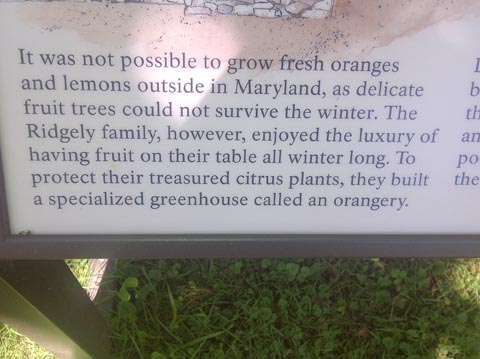 It was not possible to grow fresh oranges
and lemons outside in Maryland, as delicate
fruit trees could not survive the winter. The
Ridgely family, however, enjoyed the luxury of
having fruit on their table all winter long. To
protect their treasured citrus plants, they built
a specialized greenhouse called an orangery.